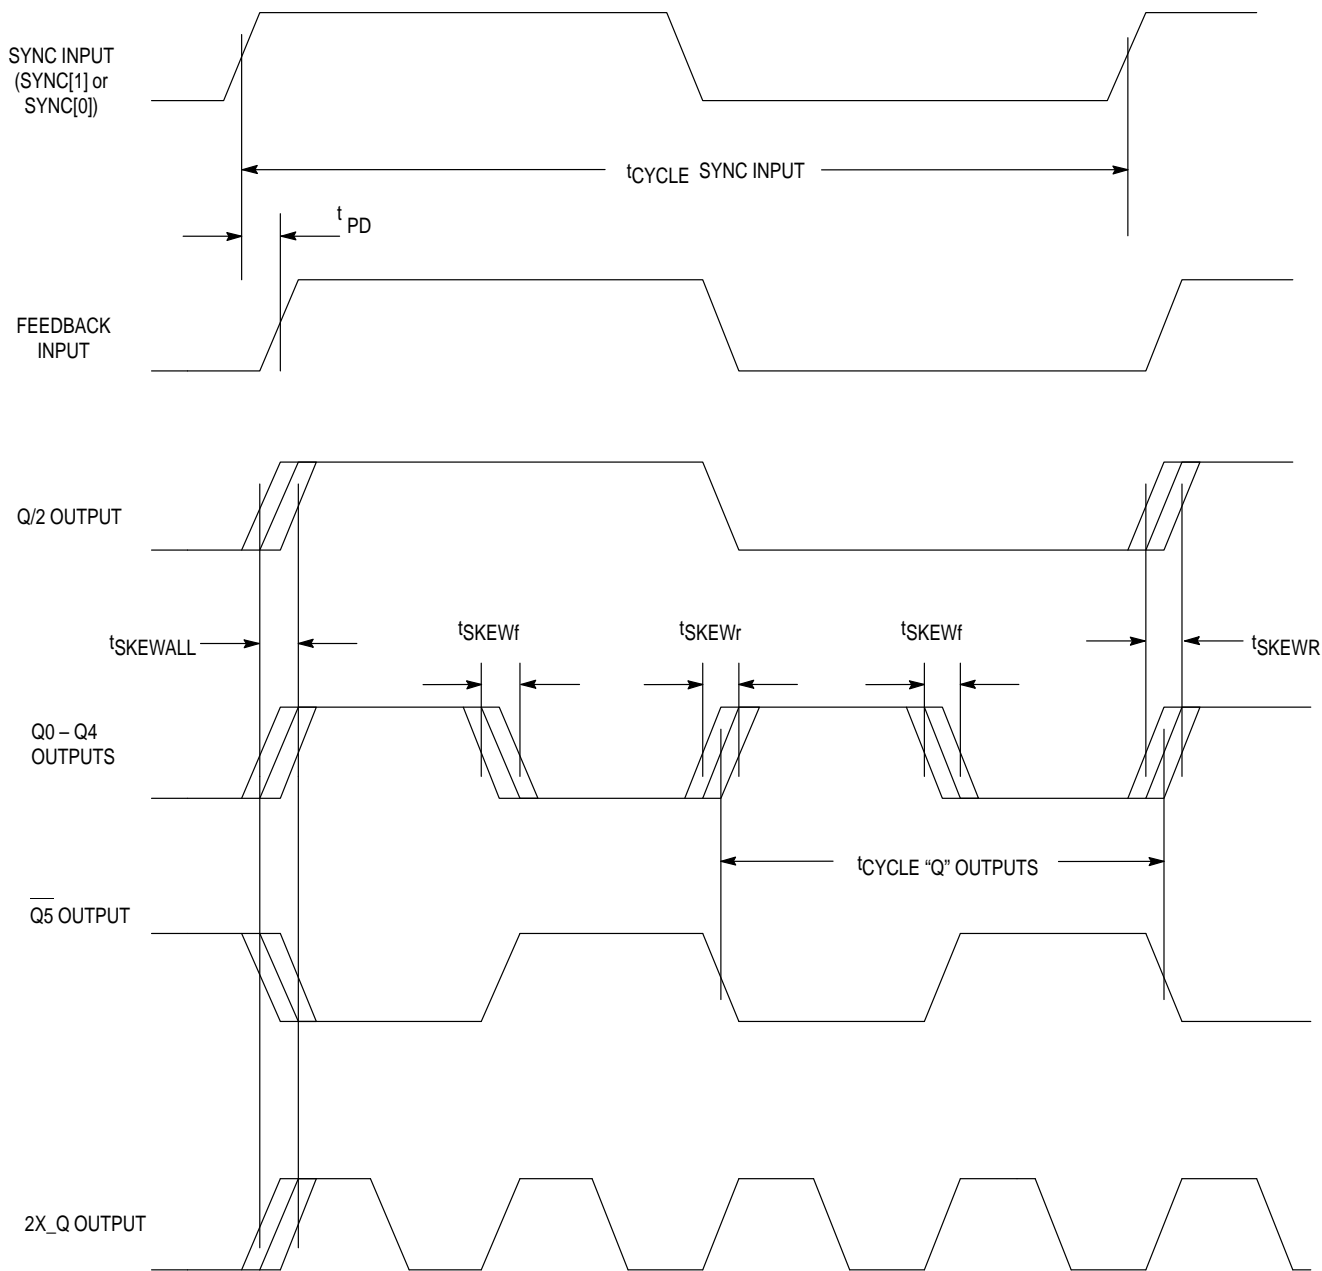 SYNC INPUT
(SYNC[1] or
SYNC[0])
tCYCLE SYNC INPUT
t PD
FEEDBACK
INPUT
Q/2 OUTPUT
tSKEWALL
tSKEWf
tSKEWr
tSKEWf
tSKEWR
Q0 – Q4
OUTPUTS
tCYCLE “Q” OUTPUTS
Q5 OUTPUT
2X_Q OUTPUT